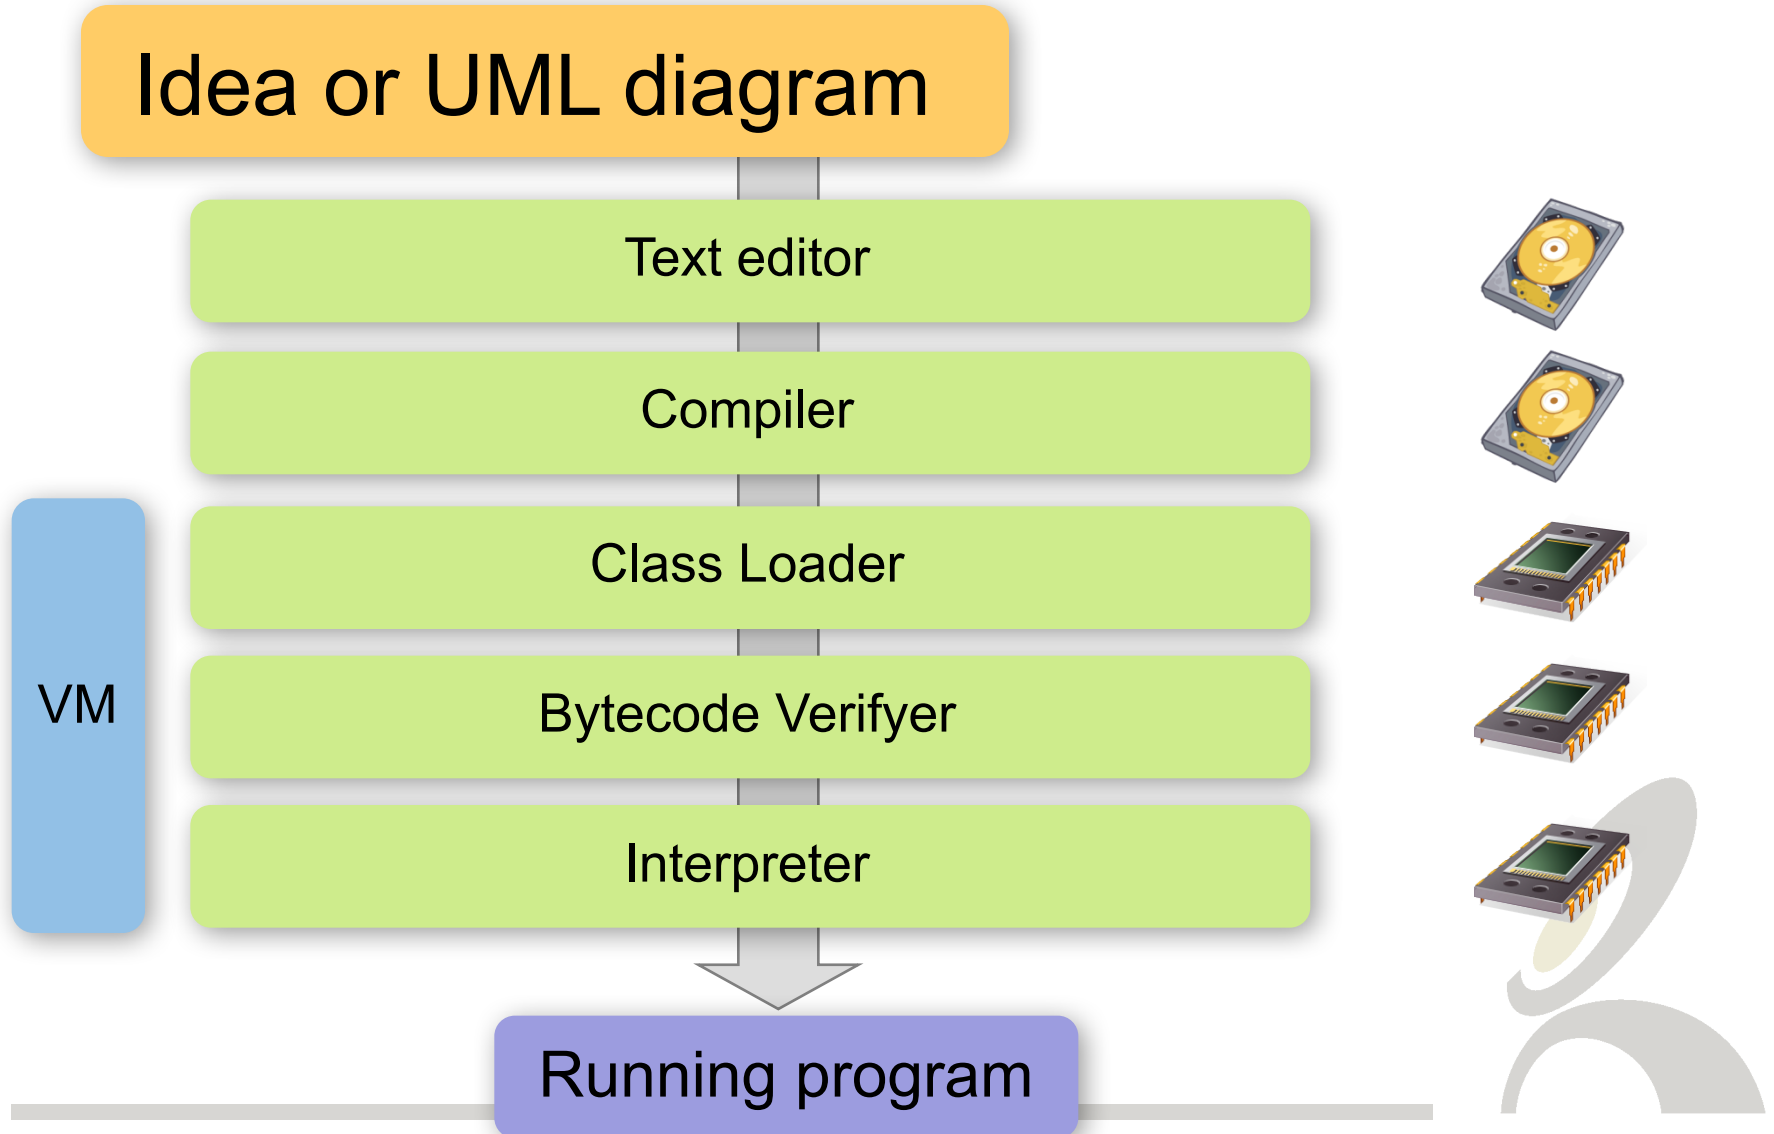 Idea or UML diagram
Text editor
Compiler
Class Loader
VM
Bytecode Verifyer
Interpreter
Running program